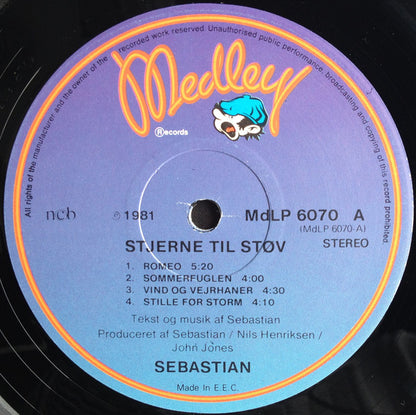 All rights of the manufacturer and the owner of the recorded work reserved. Unauthorised public performance, broadcasting and copying of this record prohibited.
Medley
Records
ncb
℗ 1981
MdLP 6070 A
(MdLP 6070-A)
STEREO
STJERNE TIL STØV
1. ROMEO 5:20
2. SOMMERFUGLEN 4:00
3. VIND OG VEJRHANER 4:30
4. STILLE FØR STORM 4:10
Tekst og musik af Sebastian
Produceret af Sebastian / Nils Henriksen /
John Jones
SEBASTIAN
Made in E.E.C.